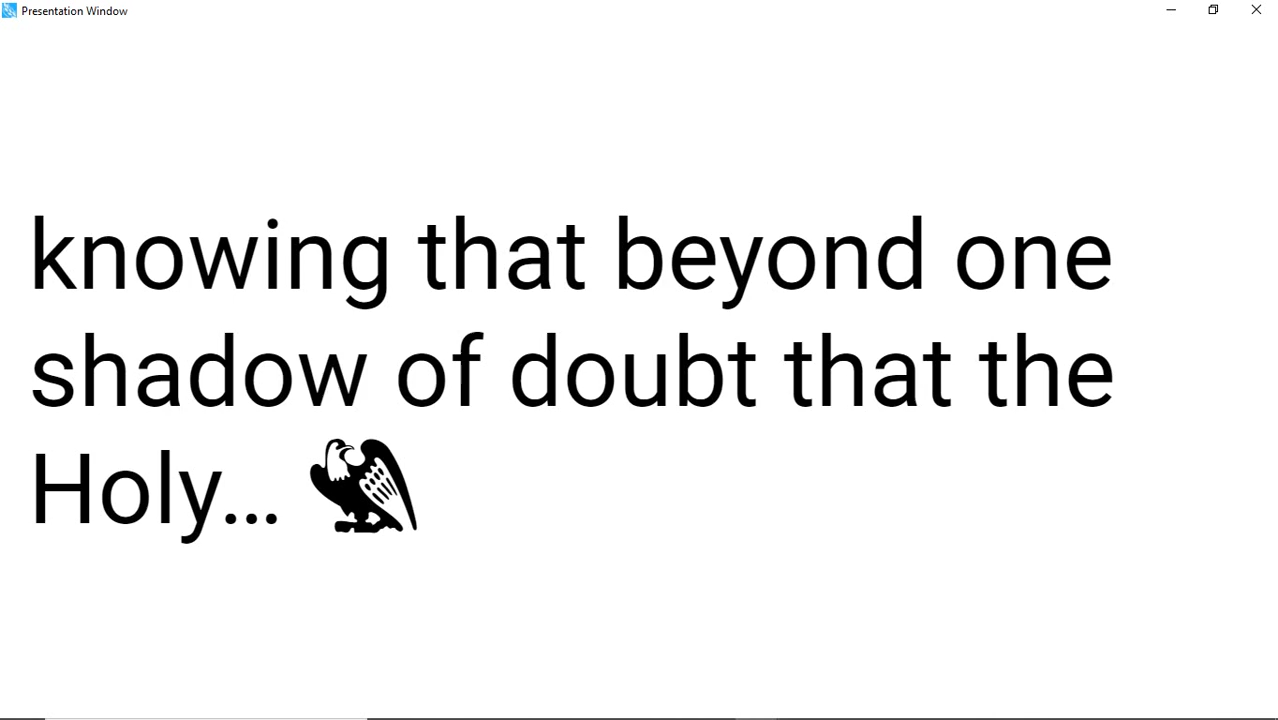 Presentation Window
knowing that beyond one
shadow of doubt that the
Holy...